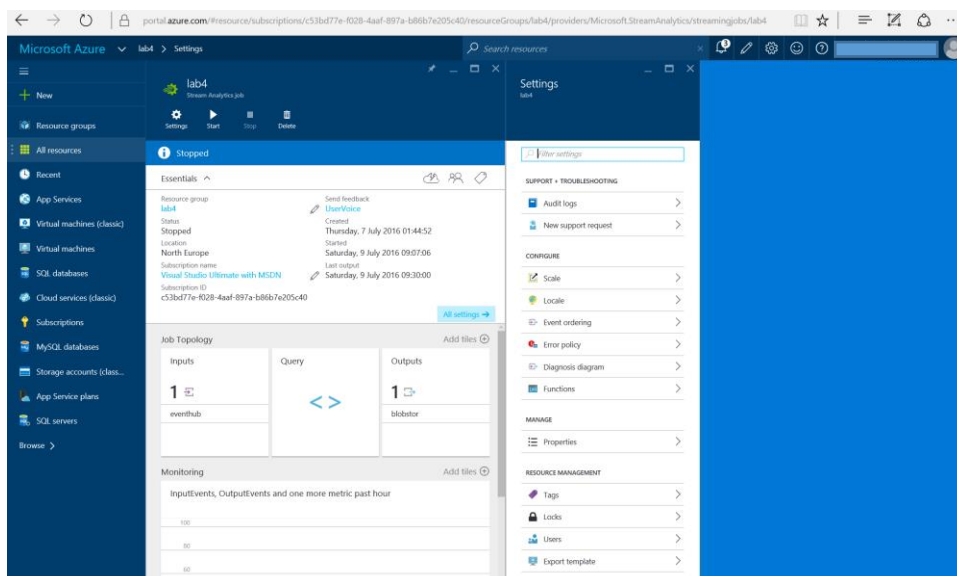 portal.azure.com/#resource/subscriptions/c53bd77e-f028-4aaf-897a-b86b7e205c40/resourceGroups/lab4/providers/Microsoft.StreamAnalytics/streamingjobs/lab4
Microsoft Azure
lab4 > Settings
Search resources
3
New
Resource groups
All resources
Recent
App Services
Virtual machines (classic)
Virtual machines
SQL databases
Cloud services (classic)
Subscriptions
MySQL databases
Storage accounts (class...
App Service plans
SQL servers
Browse >
lab4
Stream Analytics job
Settings
Start
Stop
Delete
Stopped
Essentials
Resource group
lab4
Status
Stopped
Location
North Europe
Subscription name
Visual Studio Ultimate with MSDN
Subscription ID
c53bd77e-f028-4aaf-897a-b86b7e205c40
Send feedback
UserVoice
Created
Thursday, 7 July 2016 01:44:52
Started
Saturday, 9 July 2016 09:07:06
Last output
Saturday, 9 July 2016 09:30:00
All settings →
Job Topology
Add tiles
Inputs
1
eventhub
Query
< >
Outputs
1
blobstor
Monitoring
Add tiles
InputEvents, OutputEvents and one more metric past hour
100
80
60
Settings
lab4
Filter settings
SUPPORT + TROUBLESHOOTING
Audit logs
New support request
CONFIGURE
Scale
Locale
Event ordering
Error policy
Diagnosis diagram
Functions
MANAGE
Properties
RESOURCE MANAGEMENT
Tags
Locks
Users
Export template